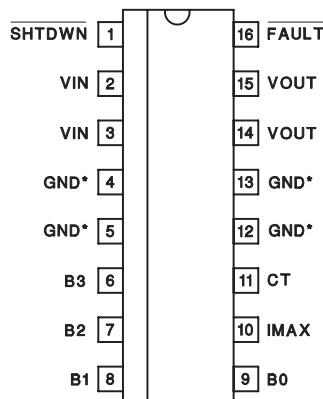 SHTDWN 1 16 FAULT
VIN 2 15 VOUT
VIN 3 14 VOUT
GND* 4 13 GND*
GND* 5 12 GND*
B3 6 11 CT
B2 7 10 IMAX
B1 8 9 B0